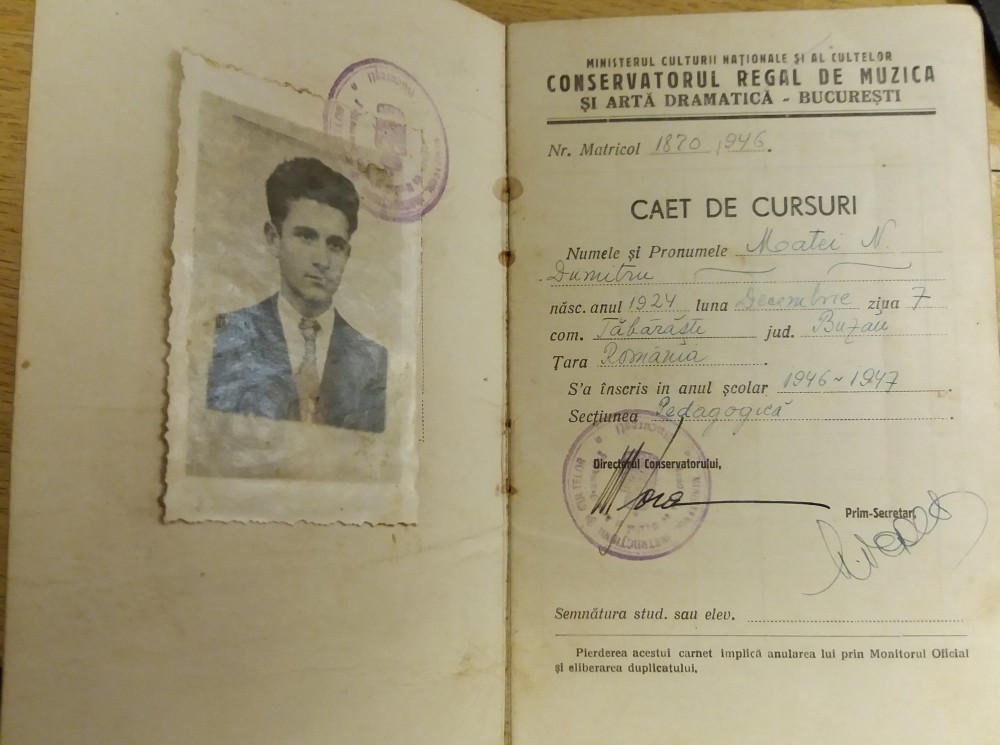 MINISTERUL CULTURII NAȚIONALE ȘI AL CULTELOR
CONSERVATORUL REGAL DE MUZICA
ȘI ARTĂ DRAMATICĂ - BUCUREȘTI
Nr. Matricol 1870, 946.
CAET DE CURSURI
Numele și Pronumele Matei N.
Dumitru
născ. anul 1924 luna Decembrie ziua 7
com. Tăbărăști jud. Buzău
Țara România.
S'a înscris in anul școlar 1946-1947.
Secțiunea Pedagogică.
Directorul Conservatorului,
Prim-Secretar,
Semnătura stud. sau elev.
Pierderea acestui carnet implică anularea lui prin Monitorul Oficial
și eliberarea duplicatului,